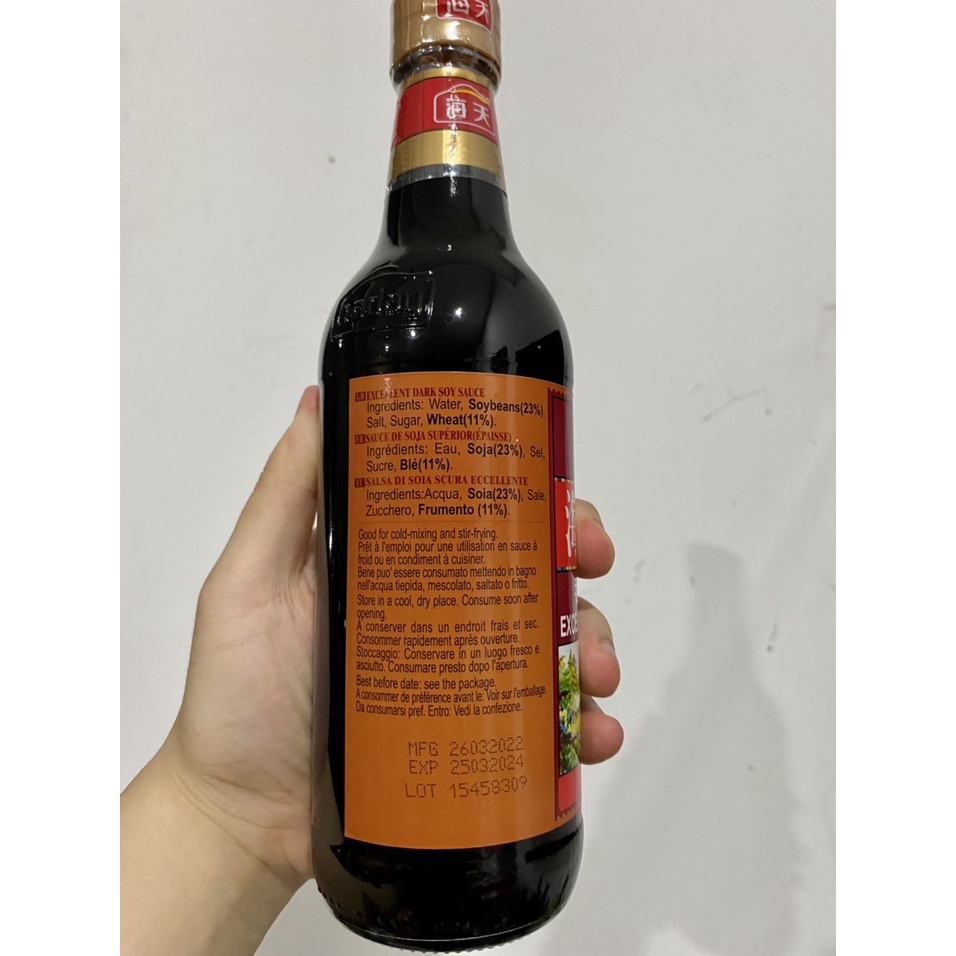 海天
海天
GB EXCELLENT DARK SOY SAUCE
Ingredients: Water, Soybeans(23%),
Salt, Sugar, Wheat(11%).
FR SAUCE DE SOJA SUPÉRIOR(ÉPAISSE)
Ingrédients: Eau, Soja(23%), Sel,
Sucre, Blé(11%).
IT SALSA DI SOIA SCURA ECCELLENTE
Ingredients:Acqua, Soia(23%), Sale,
Zucchero, Frumento (11%).
Good for cold-mixing and stir-frying.
Prêt à l'emploi pour une utilisation en sauce à
froid ou en condiment à cuisiner.
Bene puo' essere consumato mettendo in bagno
nell'acqua tiepida, mescolato, saltato o fritto.
Store in a cool, dry place. Consume soon after
opening.
À conserver dans un endroit frais et sec.
Consommer rapidement après ouverture.
Stoccaggio: Conservare in un luogo fresco e
asciutto. Consumare presto dopo l'apertura.
Best before date: see the package.
A consommer de préférence avant le: Voir sur l'emballage.
Da consumarsi pref. Entro: Vedi la confezione.
MFG 26032022
EXP 25032024
LOT 15458309